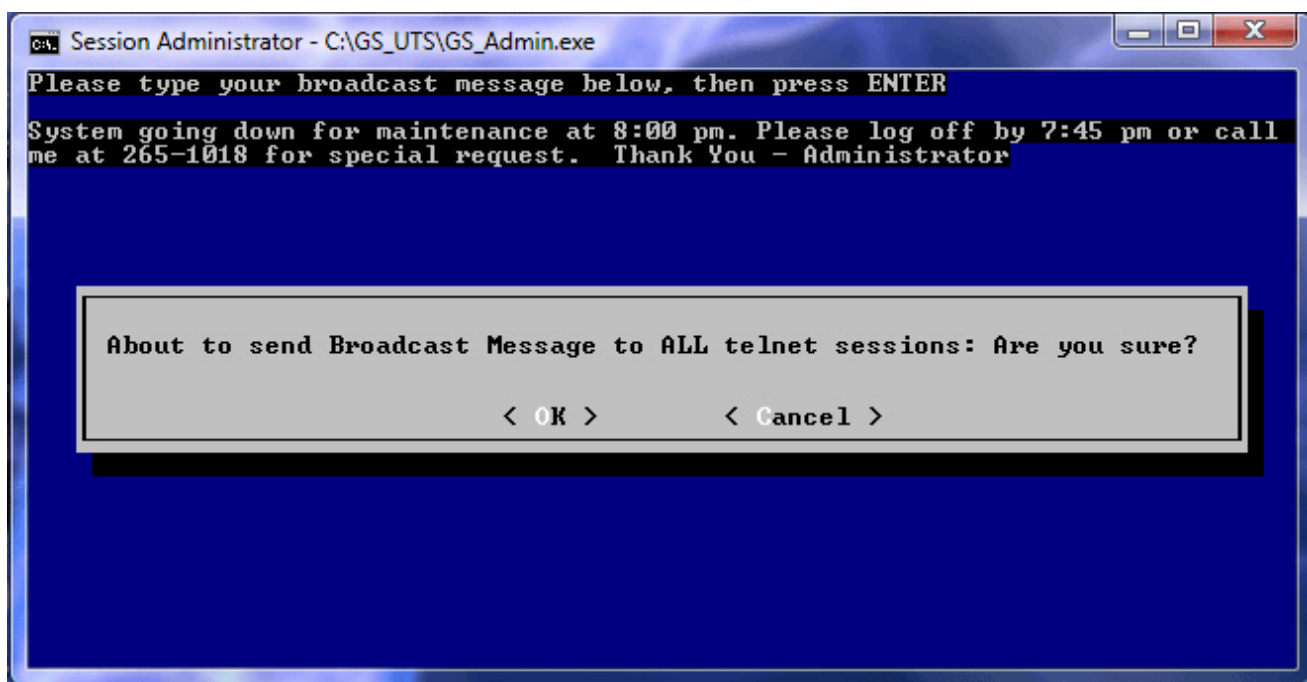 Session Administrator - C:\GS_UTS\GS_Admin.exe
Please type your broadcast message below, then press ENTER
System going down for maintenance at 8:00 pm. Please log off by 7:45 pm or call
me at 265-1018 for special request.  Thank You - Administrator
About to send Broadcast Message to ALL telnet sessions: Are you sure?
< OK >        < Cancel >